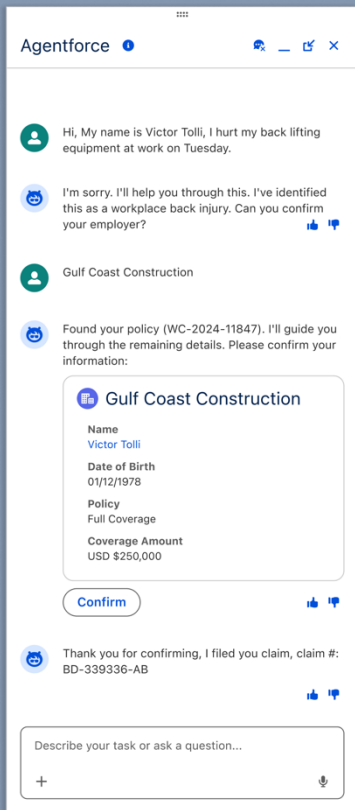 Agentforce
Hi, My name is Victor Tolli, I hurt my back lifting
equipment at work on Tuesday.
I'm sorry. I'll help you through this. I've identified
this as a workplace back injury. Can you confirm
your employer?
Gulf Coast Construction
Found your policy (WC-2024-11847). I'll guide you
through the remaining details. Please confirm your
information:
Gulf Coast Construction
Name
Victor Tolli
Date of Birth
01/12/1978
Policy
Full Coverage
Coverage Amount
USD $250,000
Confirm
Thank you for confirming, I filed you claim, claim #:
BD-339336-AB
Describe your task or ask a question...